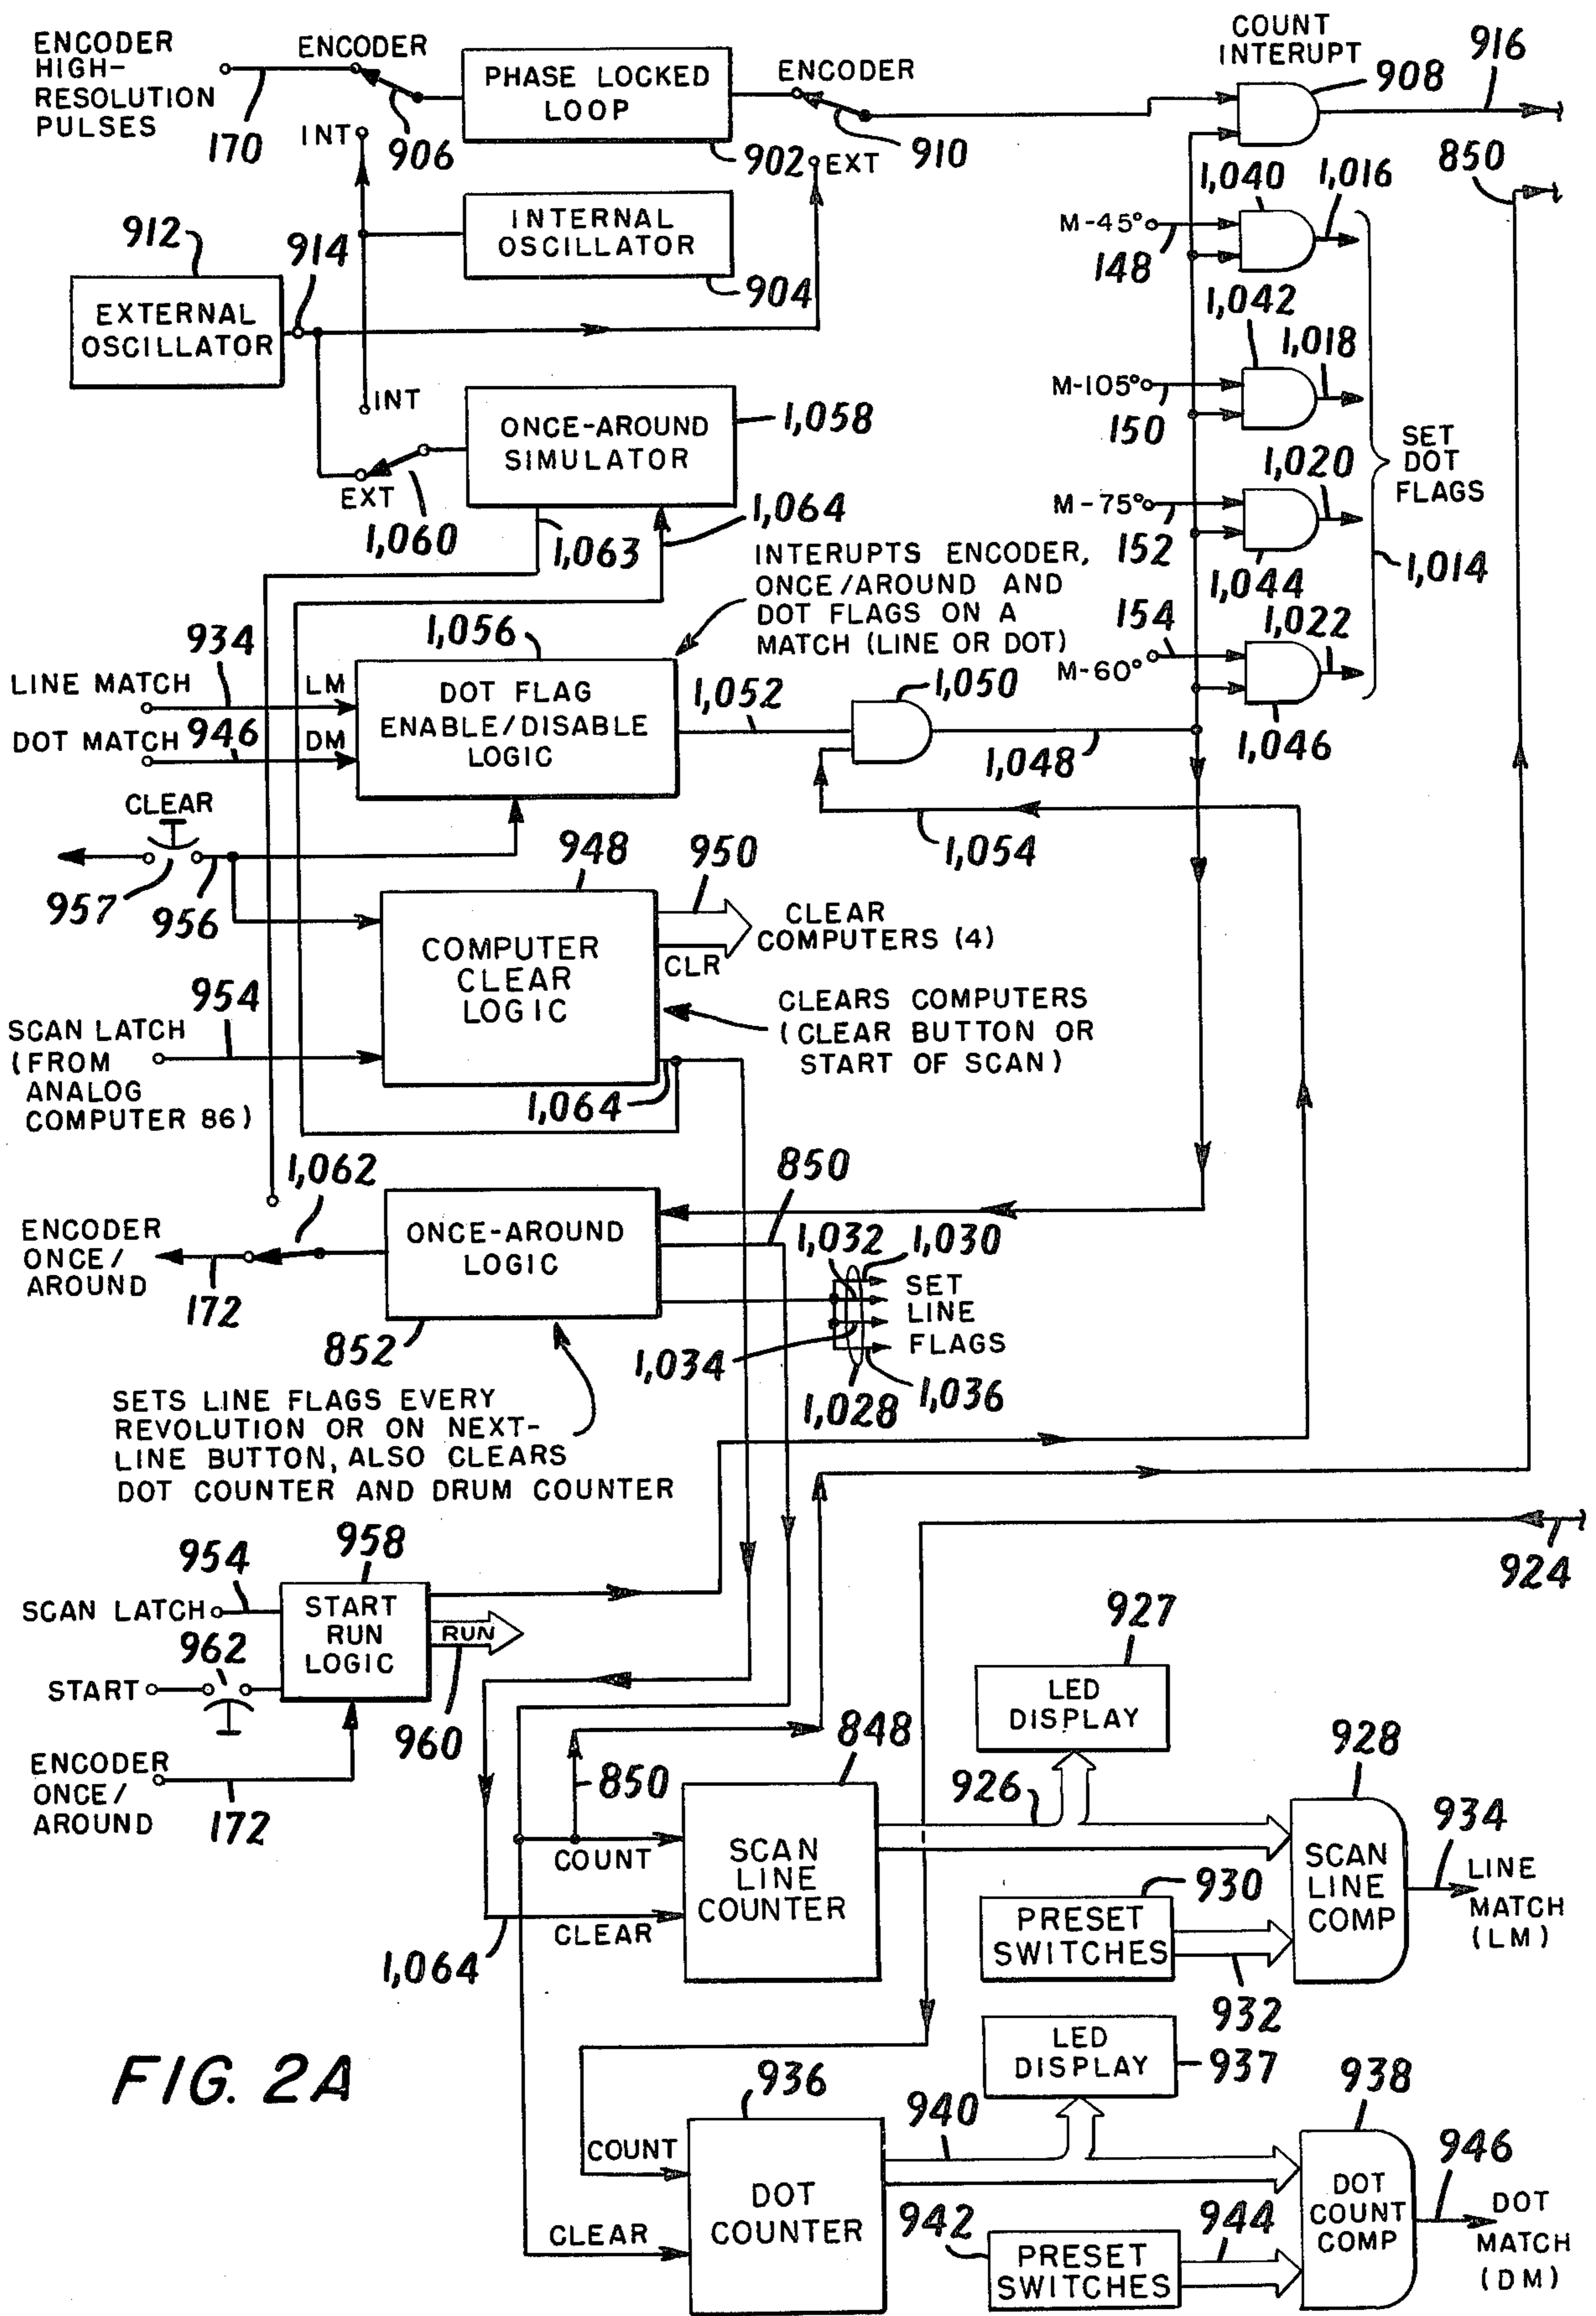 ENCODER
HIGH-
RESOLUTION
PULSES
170
ENCODER
906
INT
PHASE LOCKED
LOOP
902
ENCODER
910
EXT
COUNT
INTERUPT
908
916
850
INTERNAL
OSCILLATOR
904
912
914
EXTERNAL
OSCILLATOR
INT
EXT
1,060
ONCE-AROUND
SIMULATOR
1,058
1,063
1,064
M-45°
148
1,040
1,016
1,042
M-105°
150
1,018
M-75°
152
1,020
1,044
154
M-60°
1,022
1,046
SET
DOT
FLAGS
1,014
INTERUPTS ENCODER,
ONCE/AROUND AND
DOT FLAGS ON A
MATCH (LINE OR DOT)
1,056
934
LINE MATCH
LM
DOT MATCH
946
DM
DOT FLAG
ENABLE/DISABLE
LOGIC
1,052
1,050
1,048
1,054
CLEAR
957
956
948
950
COMPUTER
CLEAR
LOGIC
CLEAR
COMPUTERS (4)
CLR
CLEARS COMPUTERS
(CLEAR BUTTON OR
START OF SCAN)
954
SCAN LATCH
(FROM
ANALOG
COMPUTER 86)
1,064
1,062
ENCODER
ONCE/
AROUND
172
ONCE-AROUND
LOGIC
852
850
1,032
1,030
SET
LINE
FLAGS
1,034
1,028
1,036
SETS LINE FLAGS EVERY
REVOLUTION OR ON NEXT-
LINE BUTTON, ALSO CLEARS
DOT COUNTER AND DRUM COUNTER
954
958
SCAN LATCH
START
RUN
LOGIC
RUN
960
962
START
ENCODER
ONCE/
AROUND
172
924
927
LED
DISPLAY
848
850
926
928
COUNT
CLEAR
1,064
SCAN
LINE
COUNTER
930
PRESET
SWITCHES
932
SCAN
LINE
COMP
934
LINE
MATCH
(LM)
LED
DISPLAY
937
936
940
938
COUNT
CLEAR
DOT
COUNTER
942
PRESET
SWITCHES
944
DOT
COUNT
COMP
946
DOT
MATCH
(DM)
FIG. 2A